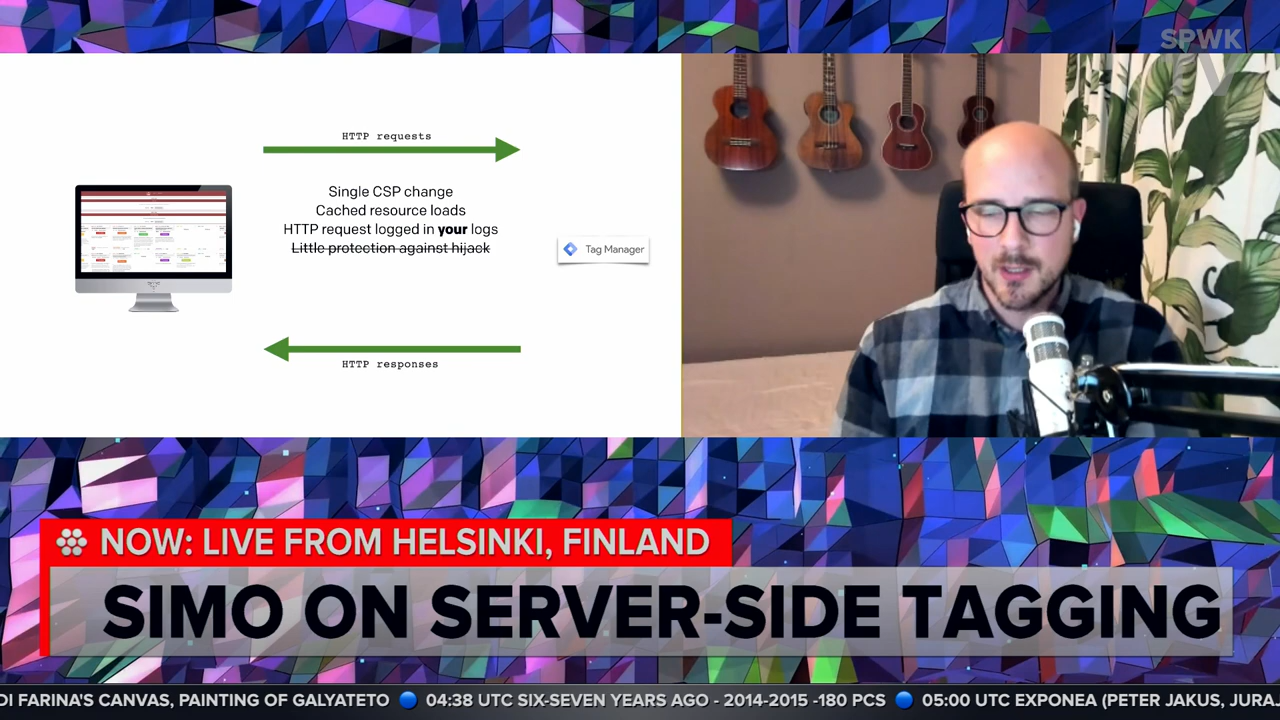 SPWK
TV
HTTP requests
Single CSP change
Cached resource loads
HTTP request logged in your logs
Little protection against hijack
Tag Manager
HTTP responses
NOW: LIVE FROM HELSINKI, FINLAND
SIMO ON SERVER-SIDE TAGGING
DI FARINA'S CANVAS, PAINTING OF GALYATETO 🔵 04:38 UTC SIX-SEVEN YEARS AGO - 2014-2015 -180 PCS 🔵 05:00 UTC EXPONEA (PETER JAKUS, JURAJ